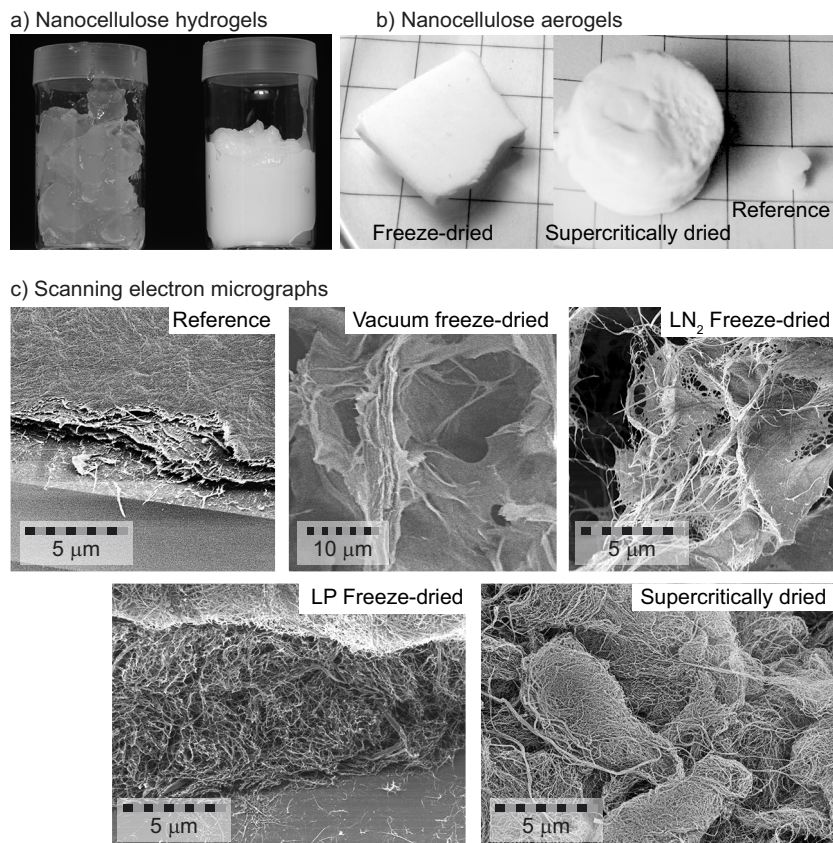 a) Nanocellulose hydrogels
b) Nanocellulose aerogels
Freeze-dried
Supercritically dried
Reference
c) Scanning electron micrographs
Reference
5 μm
Vacuum freeze-dried
10 μm
LN₂ Freeze-dried
5 μm
LP Freeze-dried
5 μm
Supercritically dried
5 μm